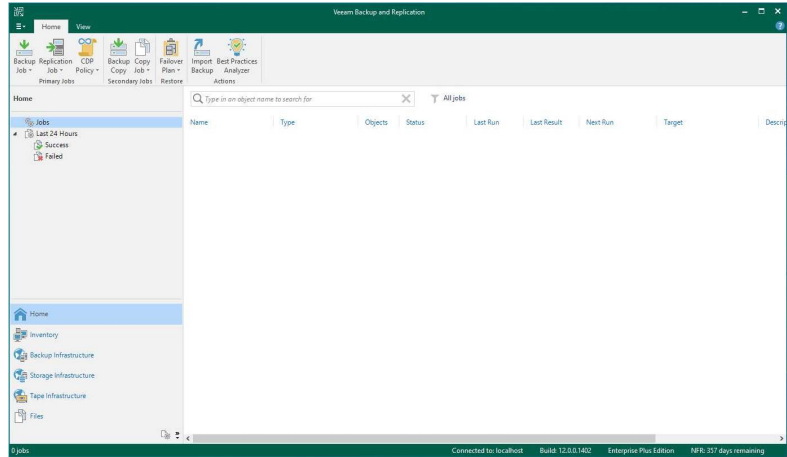 Veeam Backup and Replication
Home View
Backup Job Replication Job CDP Policy Backup Copy Copy Job Failover Plan Import Backup Best Practices Analyzer
Primary Jobs Secondary Jobs Restore Actions
Home
Type in an object name to search for
All jobs
Jobs
Last 24 Hours
Success
Failed
Name Type Objects Status Last Run Last Result Next Run Target Descrip
Home
Inventory
Backup Infrastructure
Storage Infrastructure
Tape Infrastructure
Files
0 jobs Connected to: localhost Build: 12.0.0.1402 Enterprise Plus Edition NFR: 357 days remaining